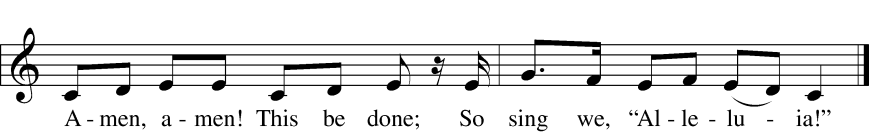 A - men, a - men! This be done; So sing we, “Al - le - lu - ia!”